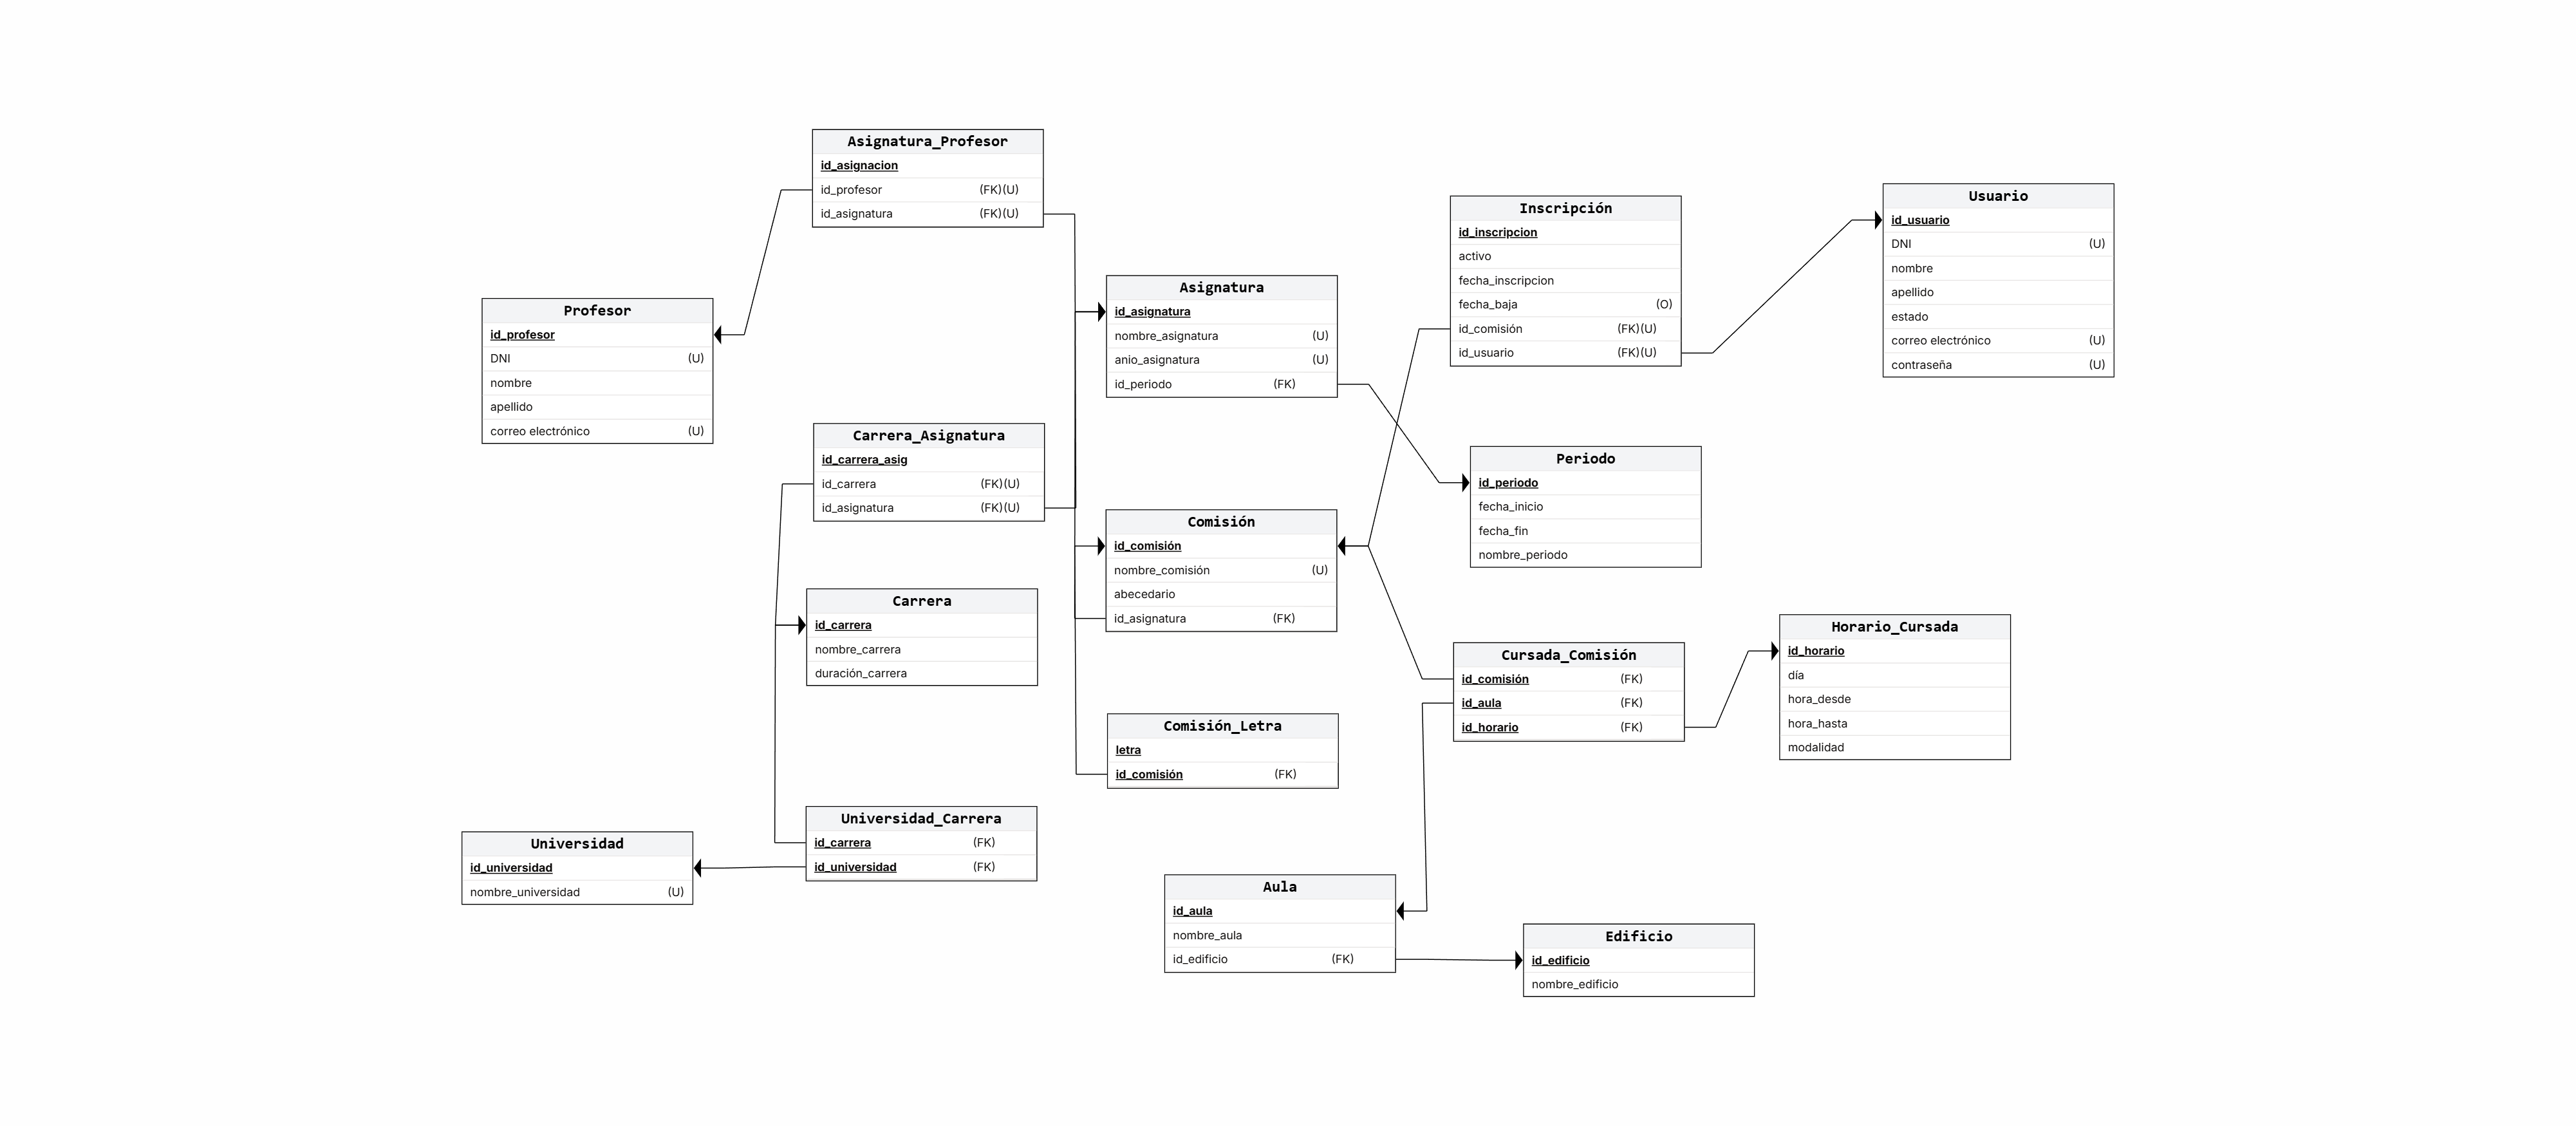 Asignatura_Profesor
id_asignacion
id_profesor (FK)(U)
id_asignatura (FK)(U)
Inscripción
id_inscripcion
activo
fecha_inscripcion
fecha_baja (O)
id_comisión (FK)(U)
id_usuario (FK)(U)
Usuario
id_usuario
DNI (U)
nombre
apellido
estado
correo electrónico (U)
contraseña (U)
Asignatura
id_asignatura
nombre_asignatura (U)
anio_asignatura (U)
id_periodo (FK)
Profesor
id_profesor
DNI (U)
nombre
apellido
correo electrónico (U)
Carrera_Asignatura
id_carrera_asig
id_carrera (FK)(U)
id_asignatura (FK)(U)
Periodo
id_periodo
fecha_inicio
fecha_fin
nombre_periodo
Comisión
id_comisión
nombre_comisión (U)
abecedario
id_asignatura (FK)
Carrera
id_carrera
nombre_carrera
duración_carrera
Cursada_Comisión
id_comisión (FK)
id_aula (FK)
id_horario (FK)
Horario_Cursada
id_horario
día
hora_desde
hora_hasta
modalidad
Comisión_Letra
letra
id_comisión (FK)
Universidad_Carrera
id_carrera (FK)
id_universidad (FK)
Universidad
id_universidad
nombre_universidad (U)
Aula
id_aula
nombre_aula
id_edificio (FK)
Edificio
id_edificio
nombre_edificio